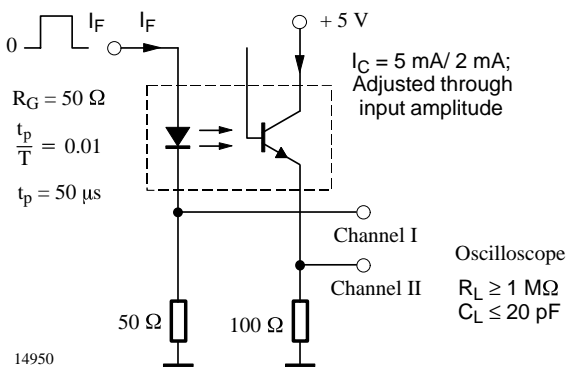 0
I_F
I_F
+ 5 V
I_C = 5 mA/ 2 mA;
Adjusted through
input amplitude
R_G = 50 Ω
t_p
T
= 0.01
t_p = 50 μs
Channel I
Channel II
Oscilloscope
R_L ≥ 1 MΩ
C_L ≤ 20 pF
50 Ω
100 Ω
14950